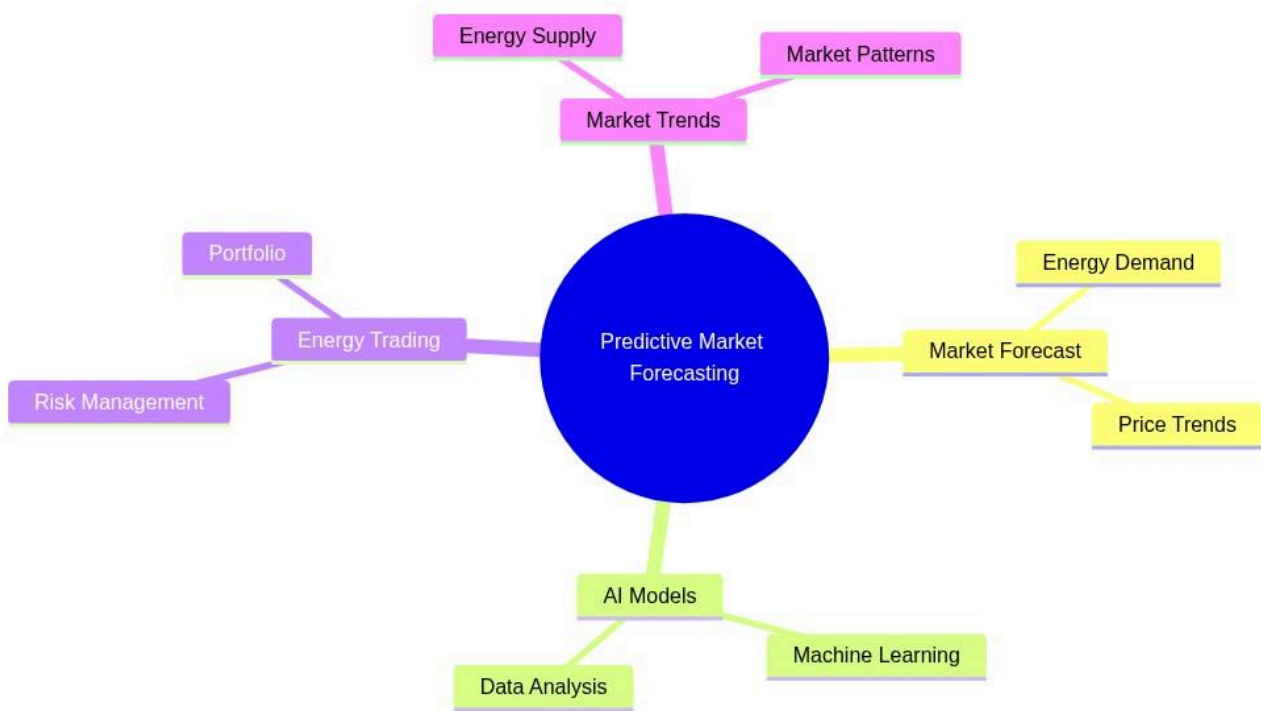 Energy Supply
Market Patterns
Market Trends
Portfolio
Energy Demand
Energy Trading
Predictive Market
Forecasting
Market Forecast
Risk Management
Price Trends
AI Models
Machine Learning
Data Analysis